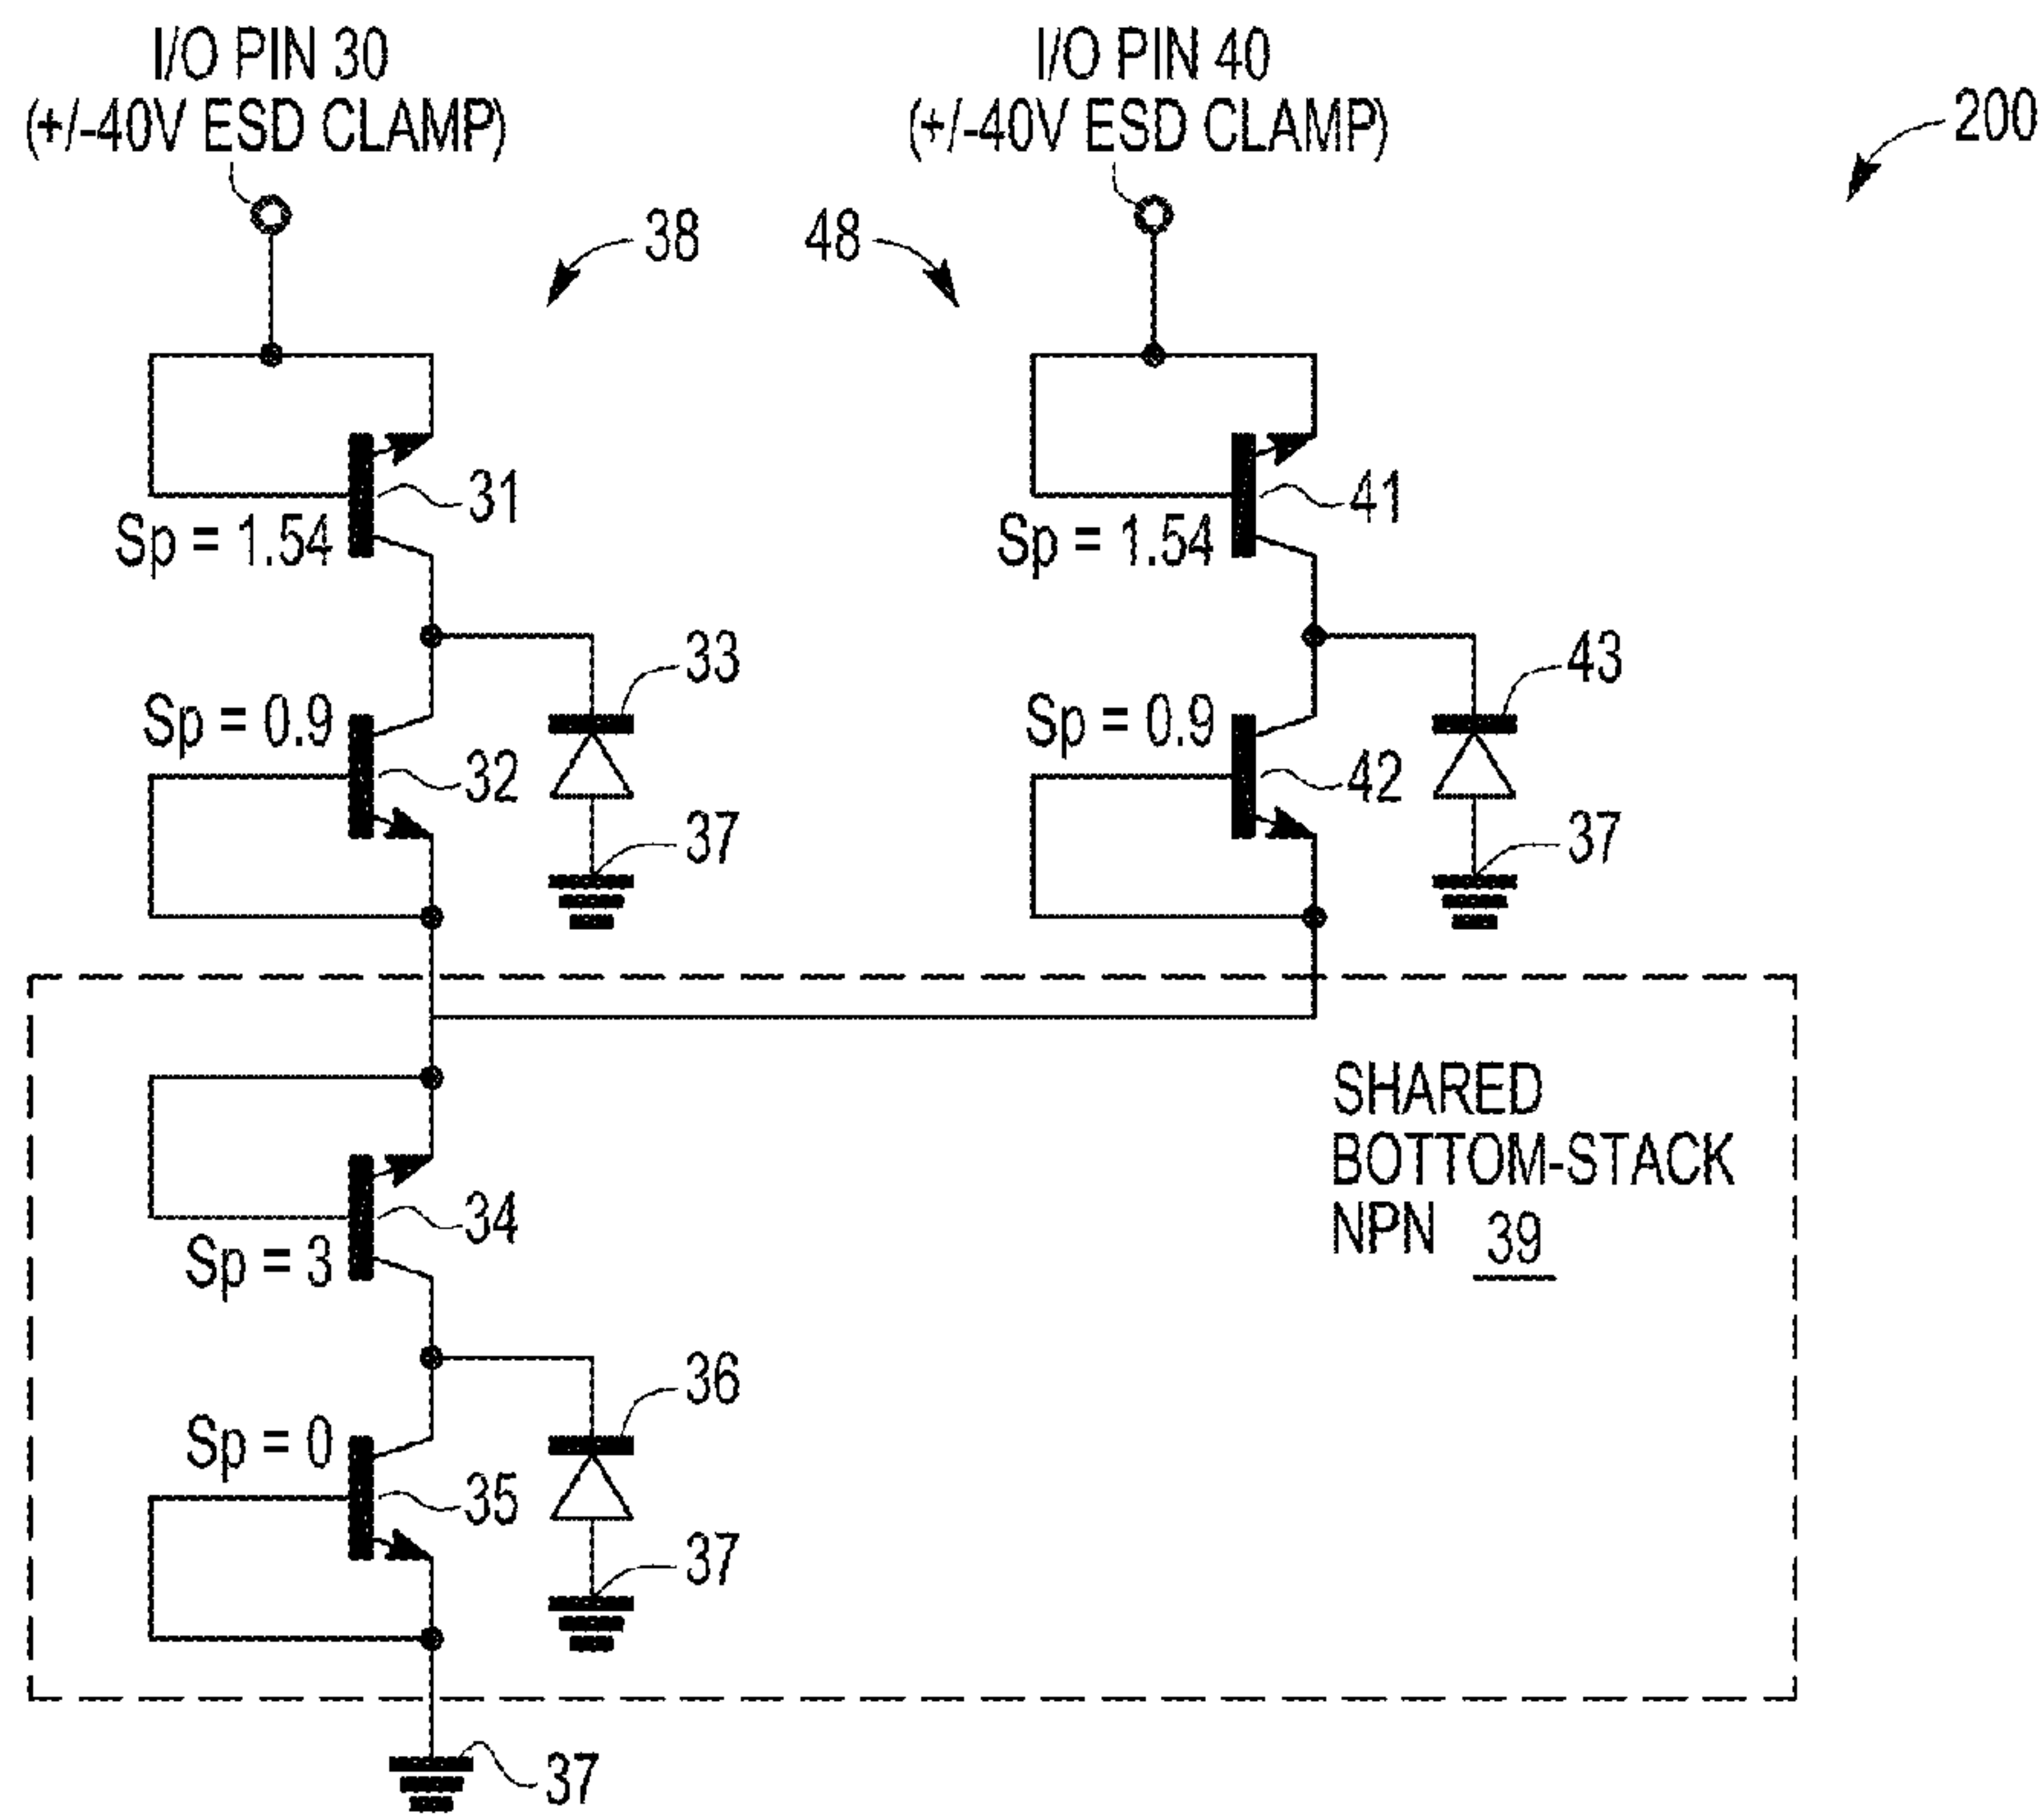 I/O PIN 30
(+/-40V ESD CLAMP)
I/O PIN 40
(+/-40V ESD CLAMP)
200
38
48
31
Sp = 1.54
41
Sp = 1.54
33
43
Sp = 0.9
32
Sp = 0.9
42
37
37
SHARED
BOTTOM-STACK
NPN 39
34
Sp = 3
36
Sp = 0
35
37
37